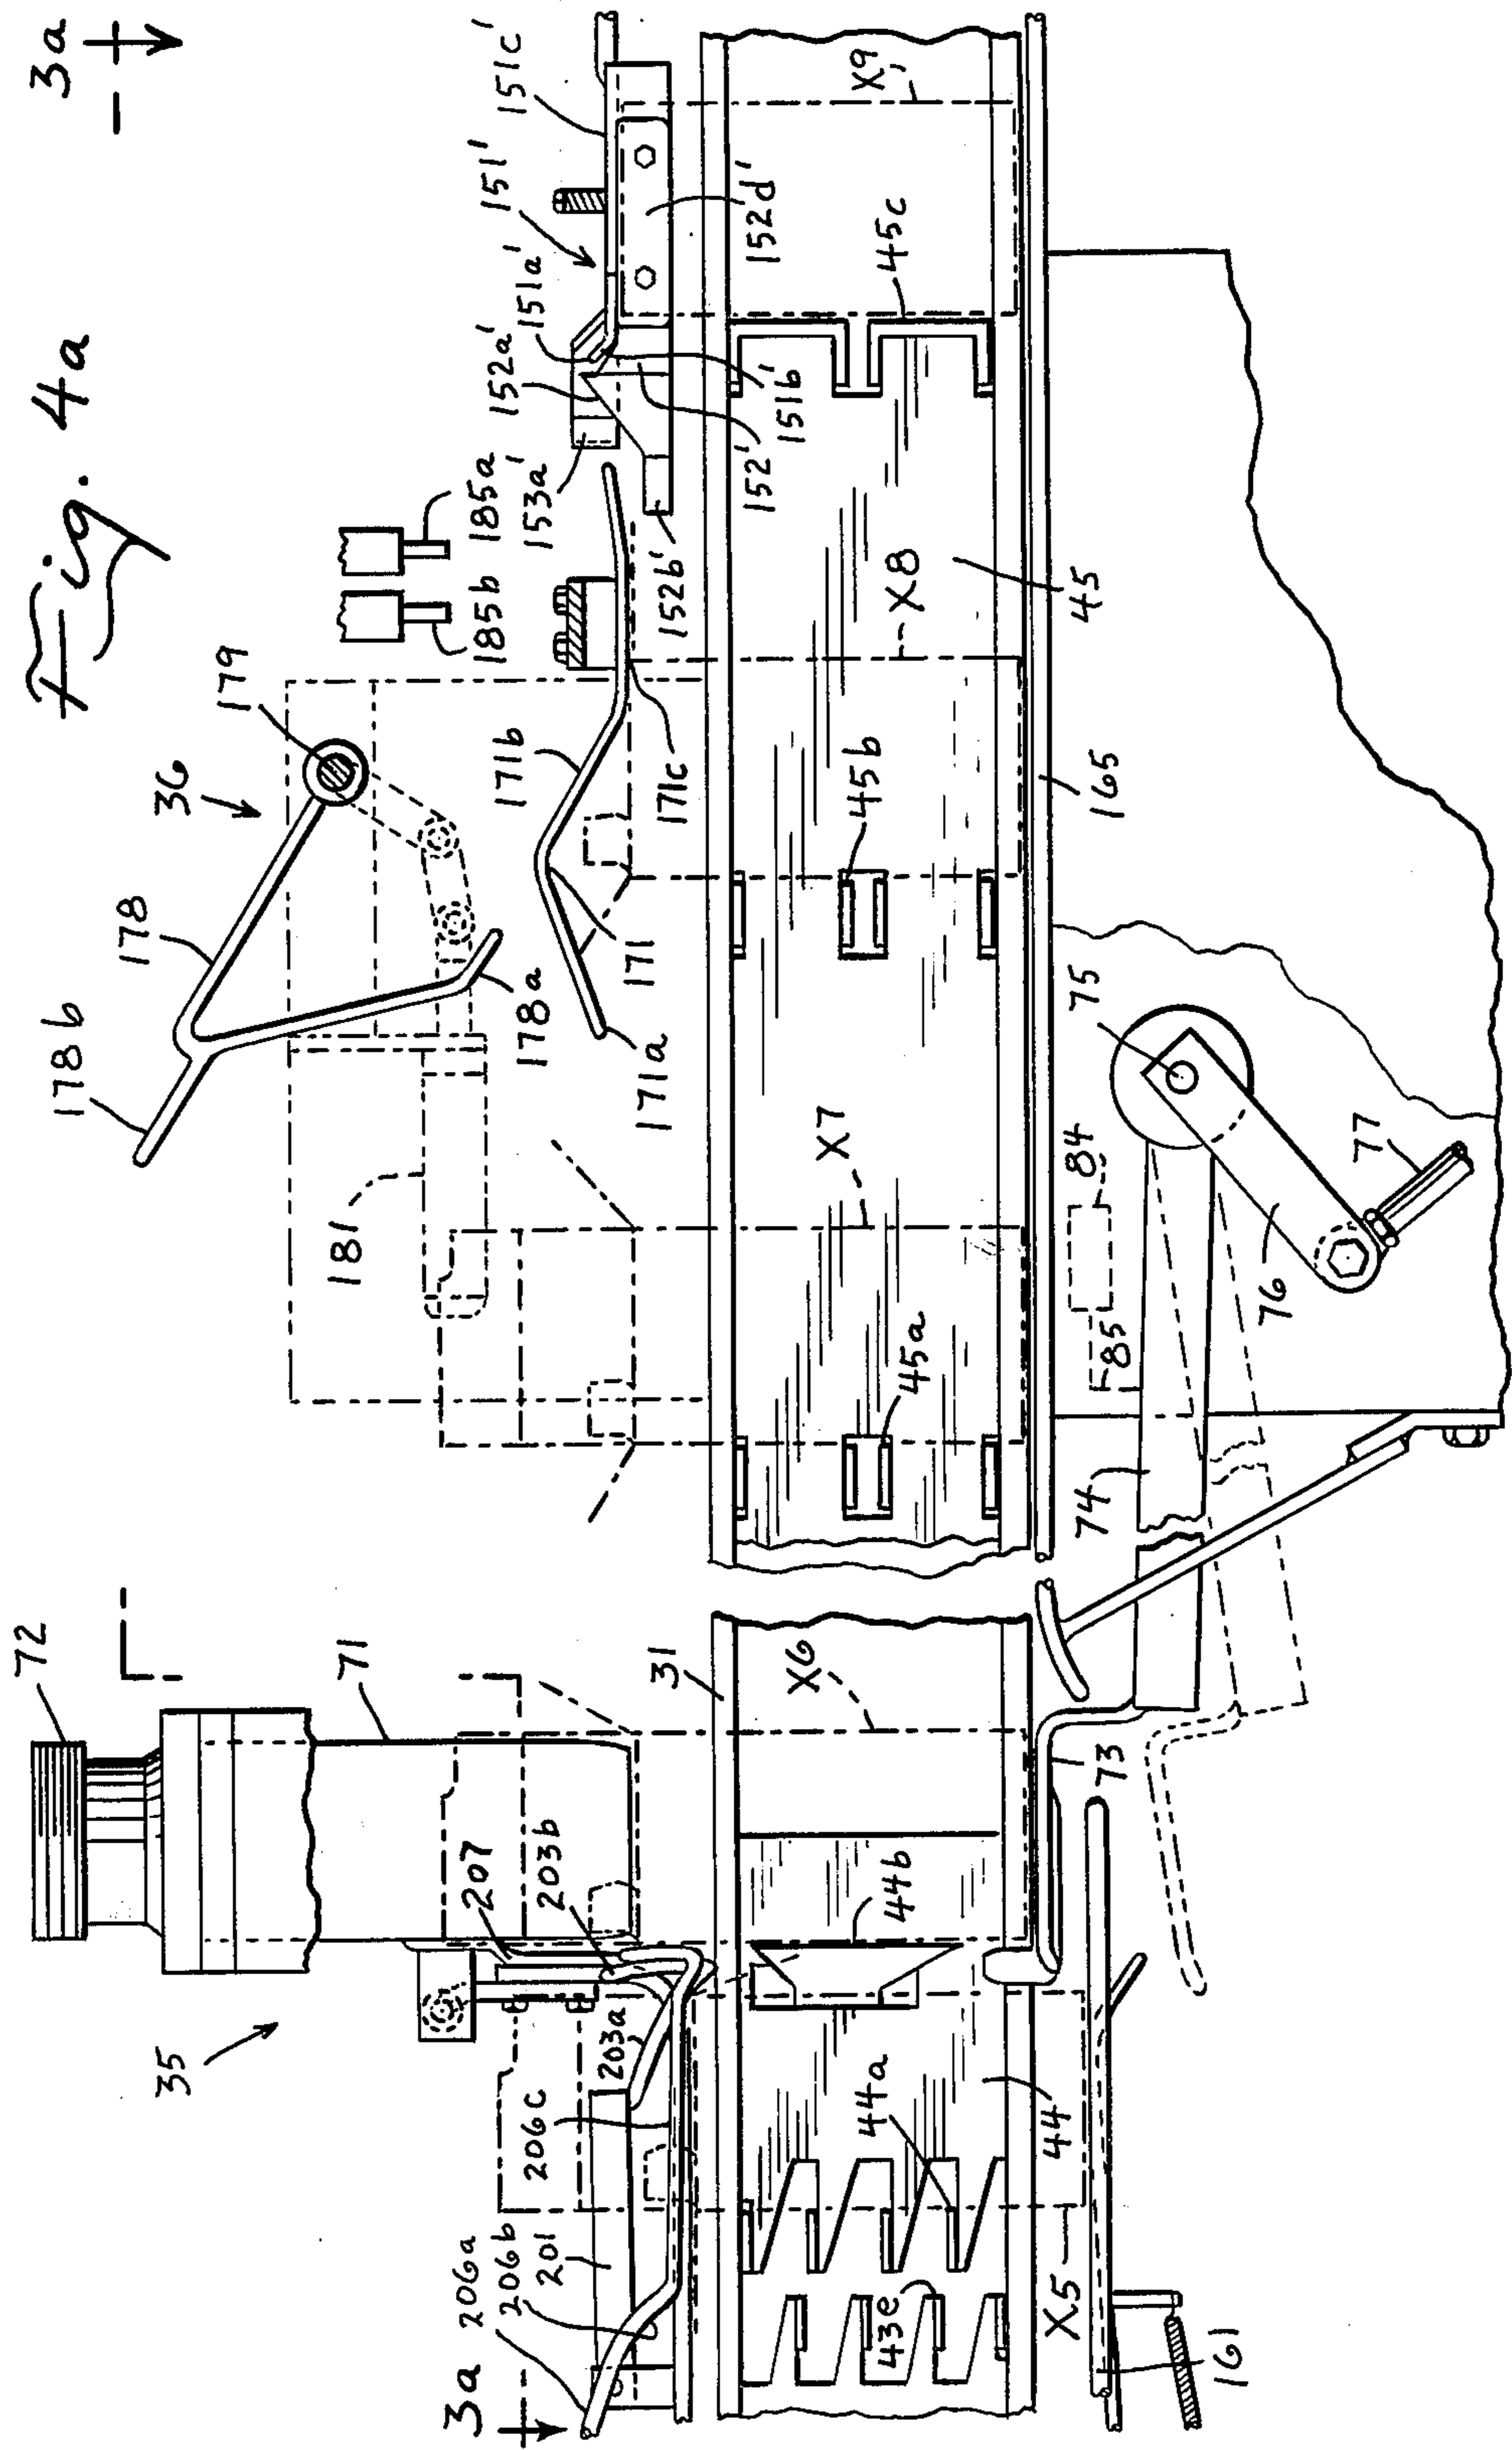 Fig. 4a
3a
3a
35
72
71
207
203b
203a
206c
206a
206b
201
31
X6
73
44b
44a
44
43e
X5
161
36
178b
178
178a
179
181
171a
171
171b
171c
185b
185a
153a'
152a'
151a'
151'
151c'
152b'
152'
151b'
152d'
X7
X8
X9
45a
45b
45c
45
165
74
75
76
77
84
85